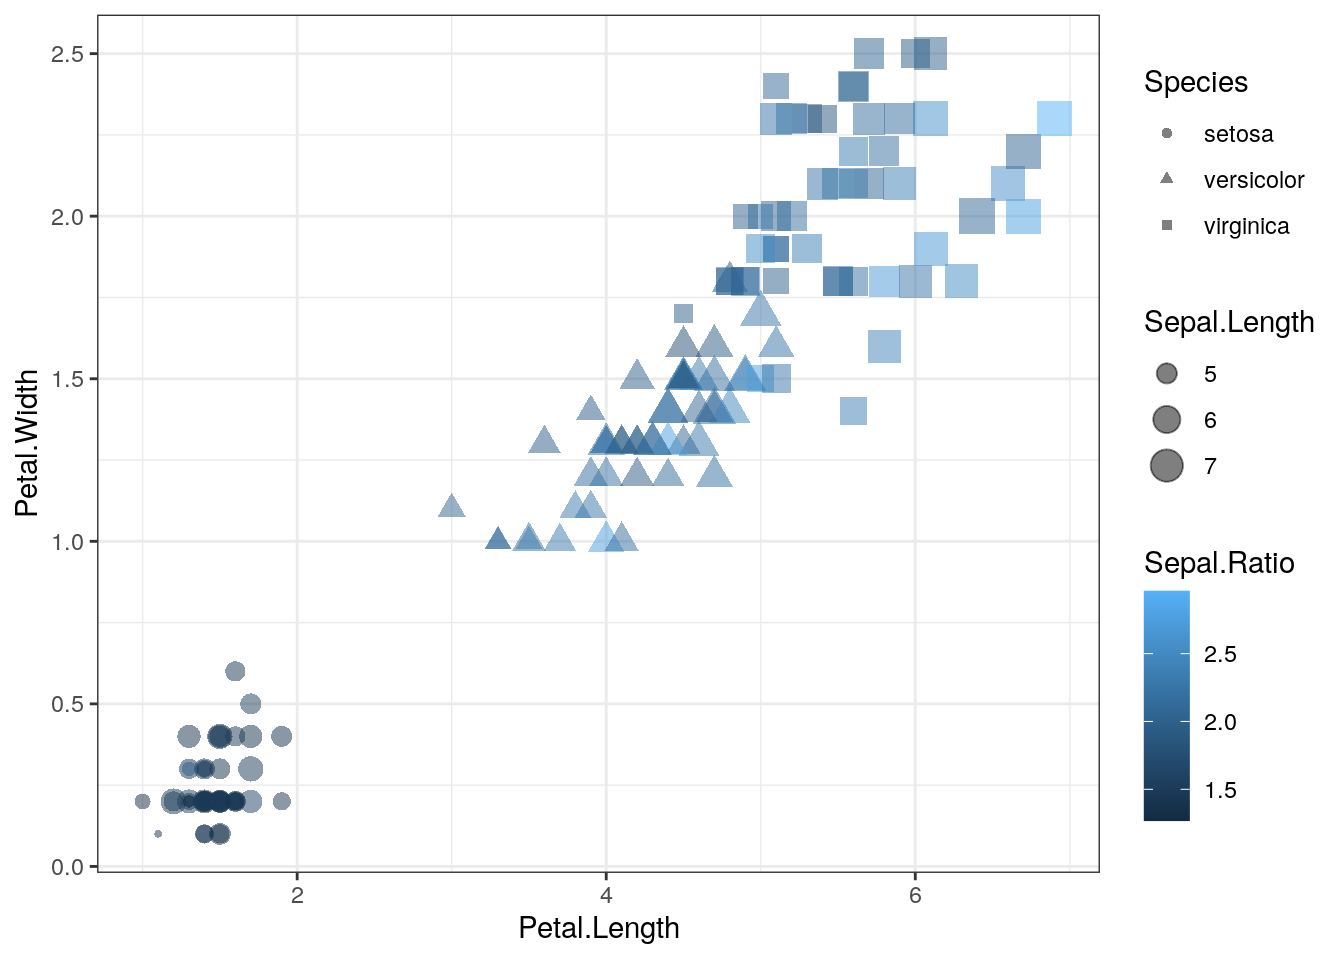 2.5
2.0
1.5
1.0
0.5
0.0
Petal.Width
2
4
6
Petal.Length
Species
setosa
versicolor
virginica
Sepal.Length
5
6
7
Sepal.Ratio
2.5
2.0
1.5